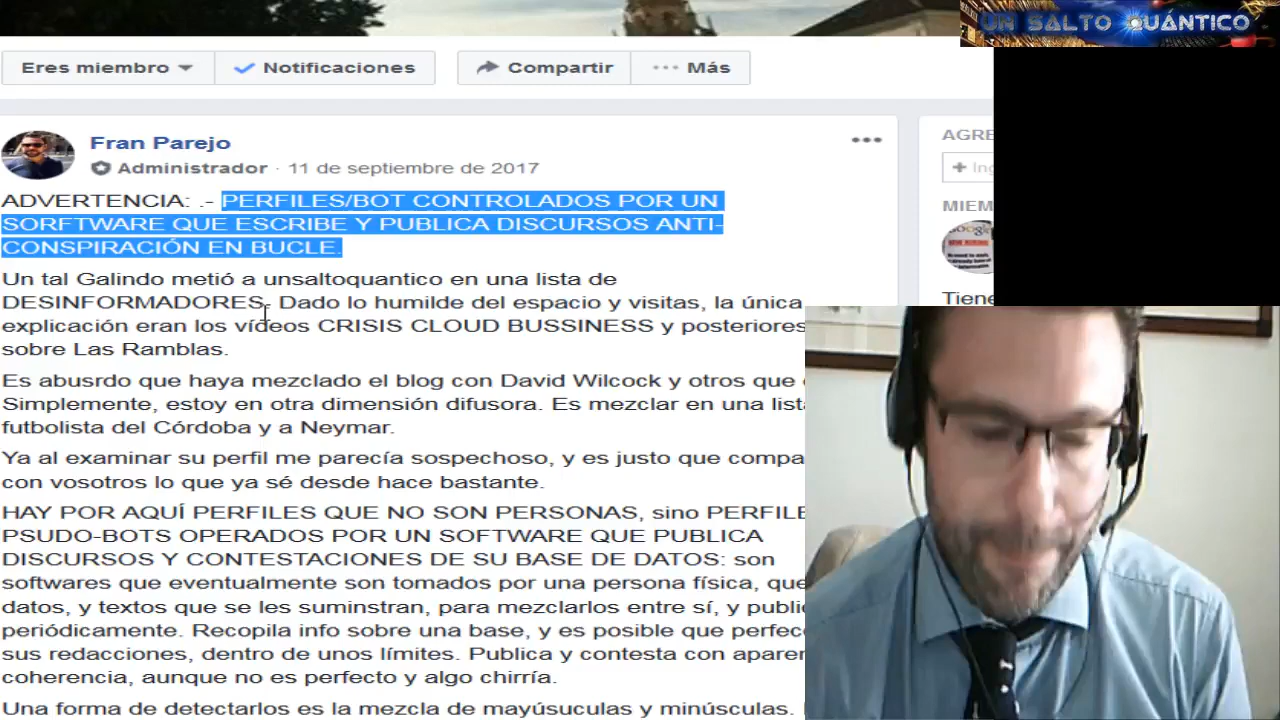 UN SALTO QUÁNTICO
Eres miembro
Notificaciones
Compartir
Más
Fran Parejo
Administrador · 11 de septiembre de 2017
ADVERTENCIA: .- PERFILES/BOT CONTROLADOS POR UN
SORFTWARE QUE ESCRIBE Y PUBLICA DISCURSOS ANTI-
CONSPIRACIÓN EN BUCLE.
Un tal Galindo metió a unsaltoquantico en una lista de
DESINFORMADORES- Dado lo humilde del espacio y visitas, la única
explicación eran los vídeos CRISIS CLOUD BUSSINESS y posteriores
sobre Las Ramblas.
Es abusrdo que haya mezclado el blog con David Wilcock y otros que
Simplemente, estoy en otra dimensión difusora. Es mezclar en una lista
futbolista del Córdoba y a Neymar.
Ya al examinar su perfil me parecía sospechoso, y es justo que compa
con vosotros lo que ya sé desde hace bastante.
HAY POR AQUÍ PERFILES QUE NO SON PERSONAS, sino PERFILE
PSUDO-BOTS OPERADOS POR UN SOFTWARE QUE PUBLICA
DISCURSOS Y CONTESTACIONES DE SU BASE DE DATOS: son
softwares que eventualmente son tomados por una persona física, que
datos, y textos que se les suminstran, para mezclarlos entre sí, y public
periódicamente. Recopila info sobre una base, y es posible que perfec
sus redacciones, dentro de unos límites. Publica y contesta con aparen
coherencia, aunque no es perfecto y algo chirría.
Una forma de detectarlos es la mezcla de mayúsuculas y minúsculas.
AGRE
+ Ing
MIEM
Google
Tiene